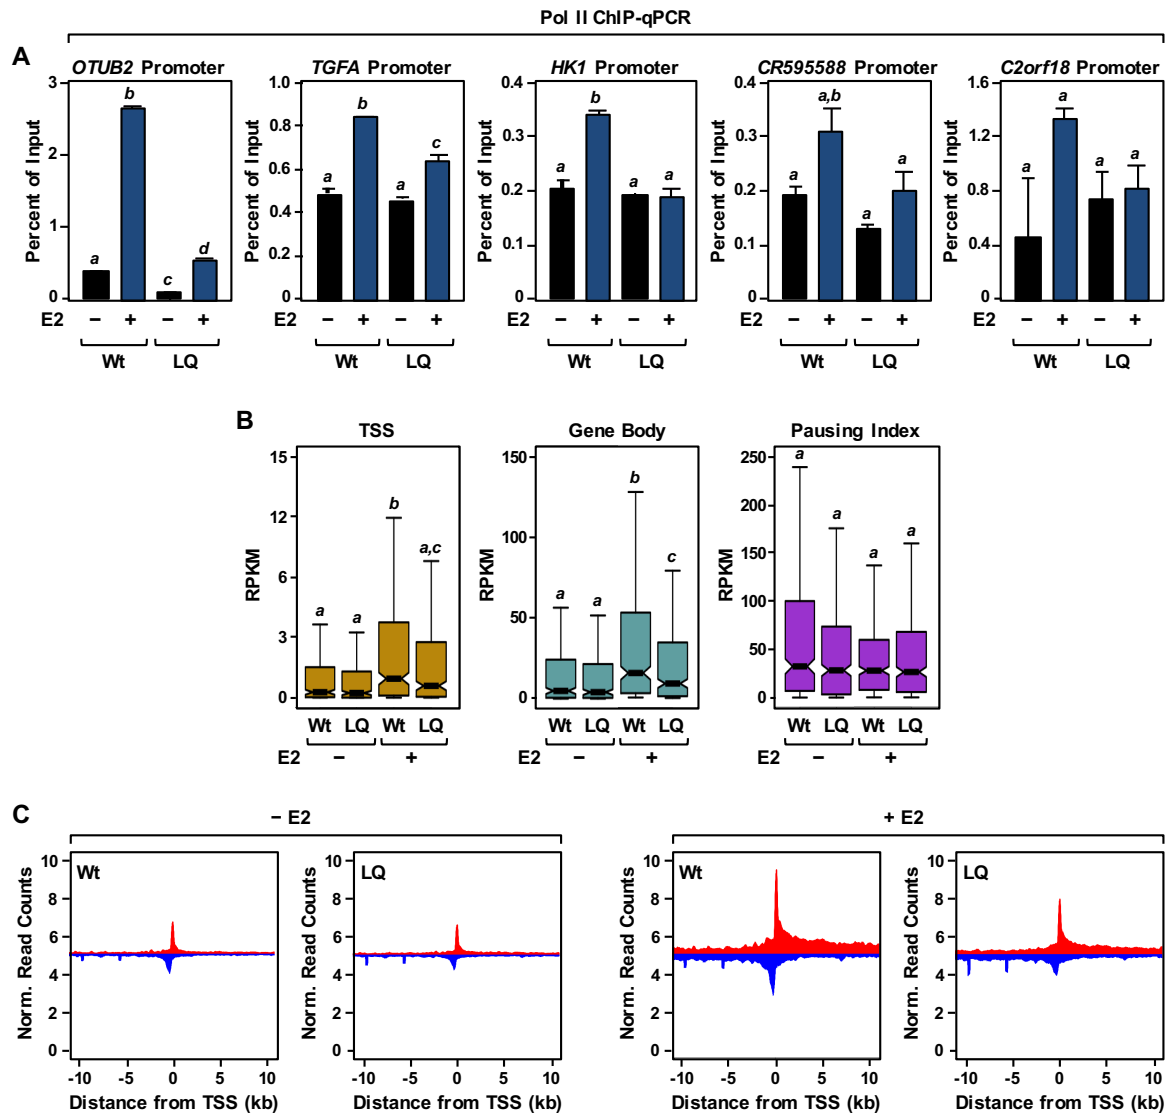 Pol II ChIP-qPCR
A
OTUB2 Promoter
TGFA Promoter
HK1 Promoter
CR595588 Promoter
C2orf18 Promoter
Percent of Input
3
2
1
0
a
b
c
d
E2 – + – +
Wt LQ
Percent of Input
1.0
0.8
0.6
0.4
0.2
0
a
b
a
c
– + – +
Wt LQ
Percent of Input
0.4
0.3
0.2
0.1
0
a
b
a
a
– + – +
Wt LQ
Percent of Input
0.4
0.3
0.2
0.1
0
a
a,b
a
a
– + – +
Wt LQ
Percent of Input
1.6
1.2
0.8
0.4
0
a
a
a
a
E2 – + – +
Wt LQ
B
TSS
Gene Body
Pausing Index
RPKM
15
12
6
3
0
a
a
b
a,c
Wt LQ Wt LQ
E2 – +
RPKM
150
100
50
0
a
a
b
c
Wt LQ Wt LQ
E2 – +
RPKM
250
200
150
100
50
0
a
a
a
a
Wt LQ Wt LQ
E2 – +
C
– E2
+ E2
Norm. Read Counts
10
8
6
4
2
0
Wt
-10 -5 0 5 10
Distance from TSS (kb)
Norm. Read Counts
10
8
6
4
2
0
LQ
-10 -5 0 5 10
Distance from TSS (kb)
Norm. Read Counts
10
8
6
4
2
0
Wt
-10 -5 0 5 10
Distance from TSS (kb)
Norm. Read Counts
10
8
6
4
2
0
LQ
-10 -5 0 5 10
Distance from TSS (kb)